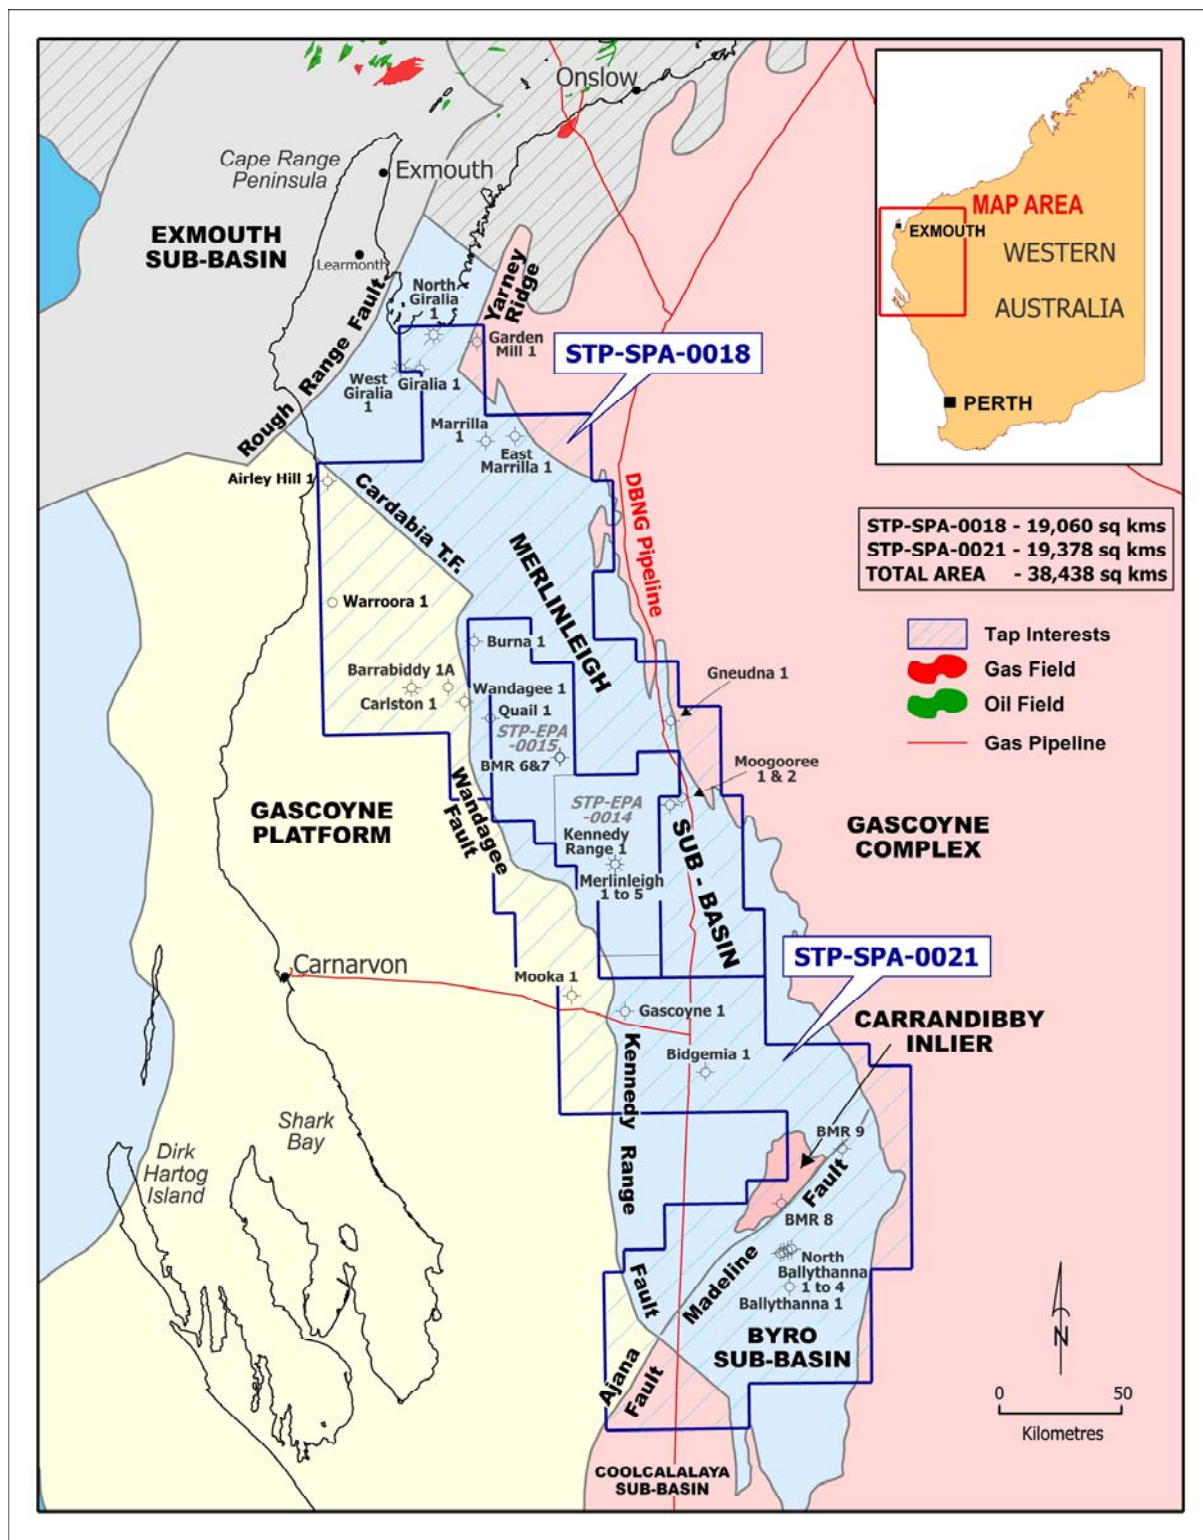 Onslow
Cape Range
Peninsula
Exmouth
EXMOUTH
SUB-BASIN
Learmonth
North
Giralia
1
Yarney
Ridge
Garden
Mill 1
Rough Range Fault
West
Giralia
1
Giralia 1
STP-SPA-0018
Marrilla
1
East
Marrilla 1
Airley Hill 1
Cardabia T.F.
DBNG Pipeline
MERLINLEIGH
SUB - BASIN
Warroora 1
Burna 1
Barrabiddy 1A
Carlston 1
Wandagee 1
Quail 1
STP-EPA
-0015
BMR 6&7
Gneudna 1
Moogooree
1 & 2
Wandagee
Fault
GASCOYNE
PLATFORM
STP-EPA
-0014
Kennedy
Range 1
Merlinleigh
1 to 5
GASCOYNE
COMPLEX
STP-SPA-0021
Carnarvon
Mooka 1
Gascoyne 1
Bidgemia 1
CARRANDIBBY
INLIER
Kennedy Range Fault
Shark
Bay
Dirk
Hartog
Island
BMR 9
BMR 8
Madeline Fault
North
Ballythanna
1 to 4
Ballythanna 1
BYRO
SUB-BASIN
Ajana
Fault
COOLCALALAYA
SUB-BASIN
MAP AREA
EXMOUTH
WESTERN
AUSTRALIA
PERTH
STP-SPA-0018 - 19,060 sq kms
STP-SPA-0021 - 19,378 sq kms
TOTAL AREA - 38,438 sq kms
Tap Interests
Gas Field
Oil Field
Gas Pipeline
N
0 50
Kilometres